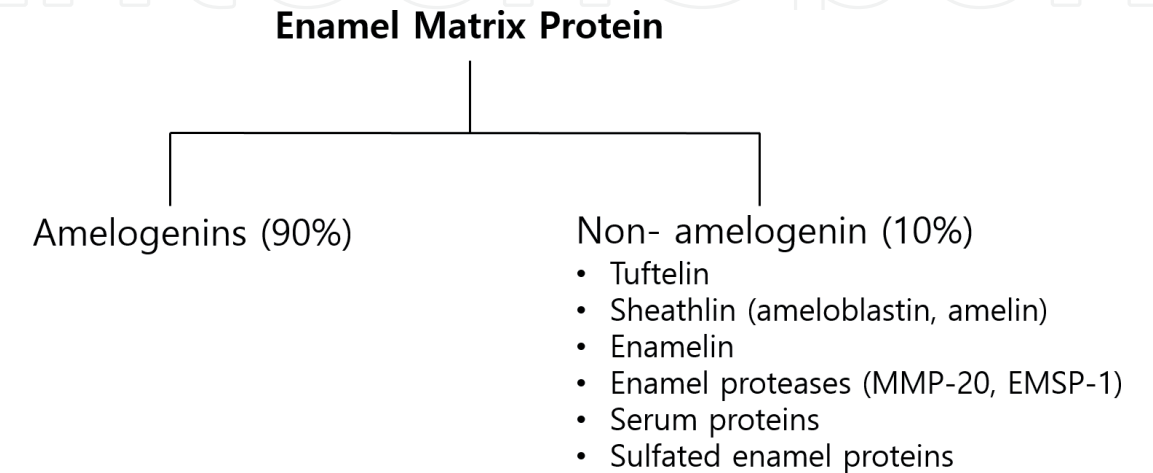 Enamel Matrix Protein
Amelogenins (90%)
Non- amelogenin (10%)
• Tuftelin
• Sheathlin (ameloblastin, amelin)
• Enamelin
• Enamel proteases (MMP-20, EMSP-1)
• Serum proteins
• Sulfated enamel proteins